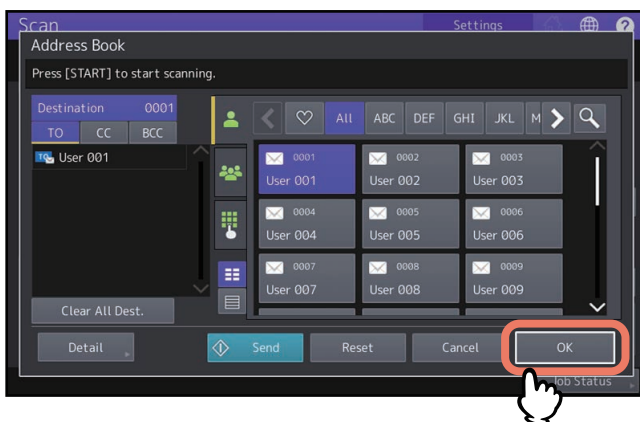 Scan
Settings
?
Address Book
Press [START] to start scanning.
Destination 0001
TO CC BCC
TO User 001
Clear All Dest.
All ABC DEF GHI JKL M
0001
User 001
0002
User 002
0003
User 003
0004
User 004
0005
User 005
0006
User 006
0007
User 007
0008
User 008
0009
User 009
Detail
Send
Reset
Cancel
OK
Job Status